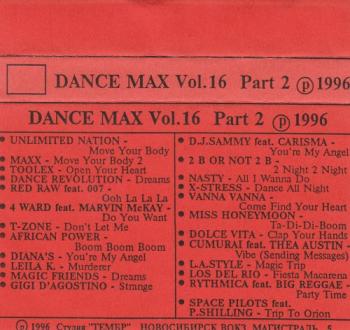 DANCE MAX Vol.16 Part 2 ℗ 1996
DANCE MAX Vol.16 Part 2 ℗ 1996
● UNLIMITED NATION -
Move Your Body
● MAXX - Move Your Body 2
● TOOLEX - Open Your Heart
● DANCE REVOLUTION - Dreams
● RED RAW feat. 007 -
Ooh La La La
● 4 WARD feat. MARVIN McKAY -
Do You Want
● T-ZONE - Don't Let Me
● AFRICAN POWER -
Boom Boom Boom
● DIANA'S - You're My Angel
● LEILA K. - Murderer
● MAGIC FRIENDS - Dreams
● GIGI D'AGOSTINO - Strange
● D.J.SAMMY feat. CARISMA -
You're My Angel
● 2 B OR NOT 2 B -
2 Night 2 Night
● NASTY - All I Wanna Do
● X-STRESS - Dance All Night
● VANNA VANNA -
Come Find Your Heart
● MISS HONEYMOON -
Ta-Di-Di-Boom
● DOLCE VITA - Clap Your Hands
● CUMURAI feat. THEA AUSTIN -
Vibe (Sending Messages)
● L.A.STYLE - Magic Trip
● LOS DEL RIO - Fiesta Macarena
● RYTHMICA feat. BIG REGGAE -
Party Time
● SPACE PILOTS feat.
P.SHILLING - Trip To Orion
℗ 1996 Студия "ТЕМБР" НОВОСИБИРСК ВОКЗ. МАГИСТРАЛЬ 5